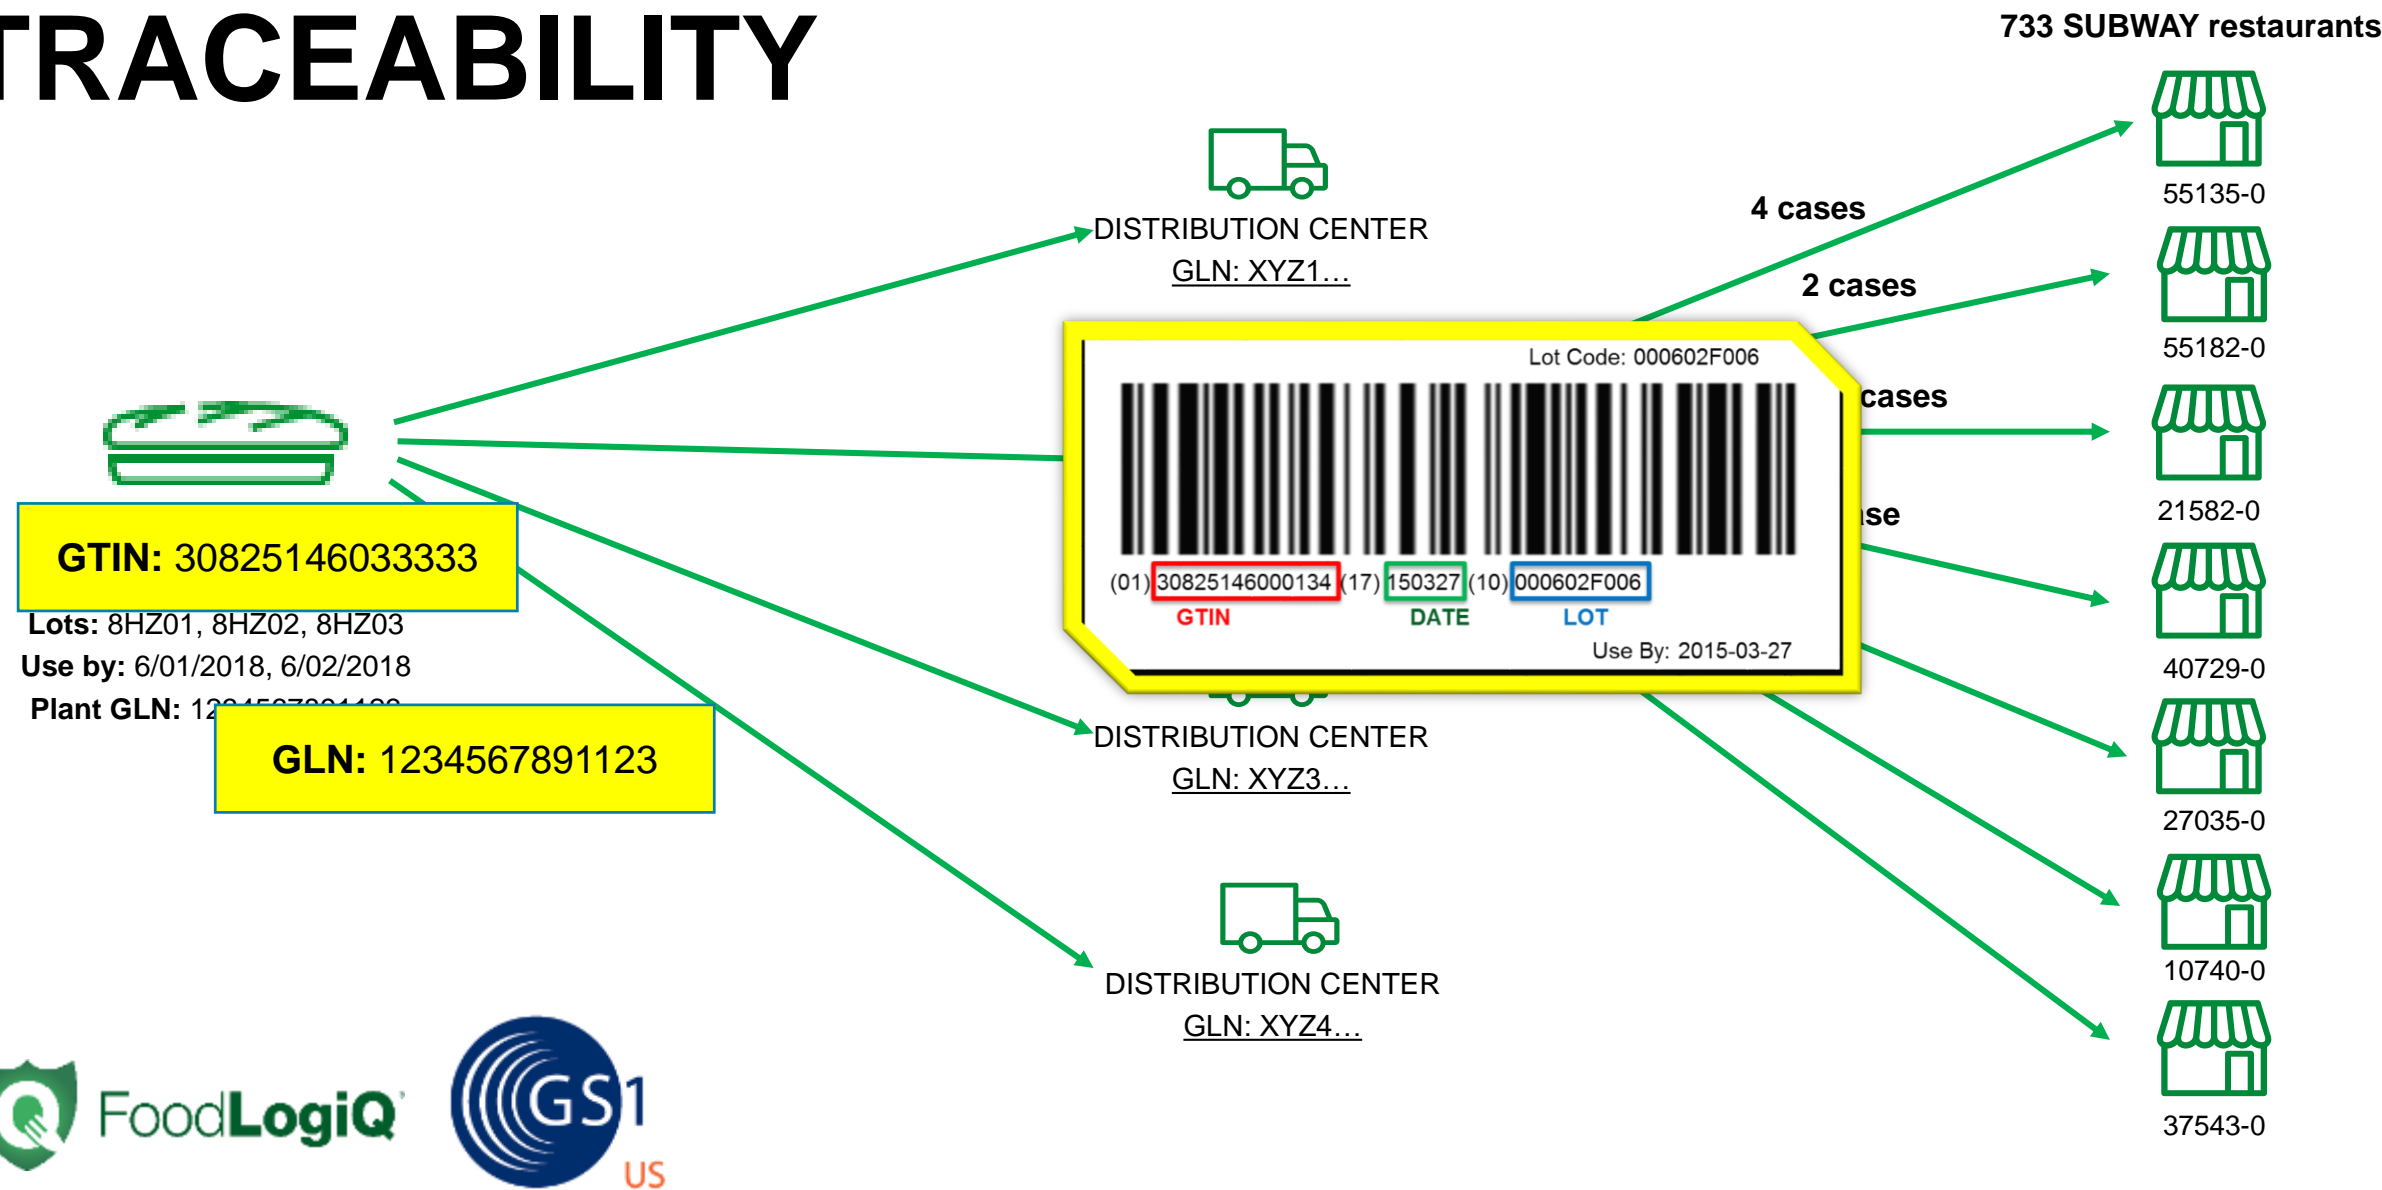 TRACEABILITY
733 SUBWAY restaurants
DISTRIBUTION CENTER
GLN: XYZ1…
4 cases
2 cases
cases
55135-0
55182-0
21582-0
40729-0
27035-0
10740-0
37543-0
Lot Code: 000602F006
(01) 30825146000134 (17) 150327 (10) 000602F006
GTIN DATE LOT
Use By: 2015-03-27
GTIN: 30825146033333
Lots: 8HZ01, 8HZ02, 8HZ03
Use by: 6/01/2018, 6/02/2018
Plant GLN:
GLN: 1234567891123
DISTRIBUTION CENTER
GLN: XYZ3…
DISTRIBUTION CENTER
GLN: XYZ4…
FoodLogiQ
GS1
US